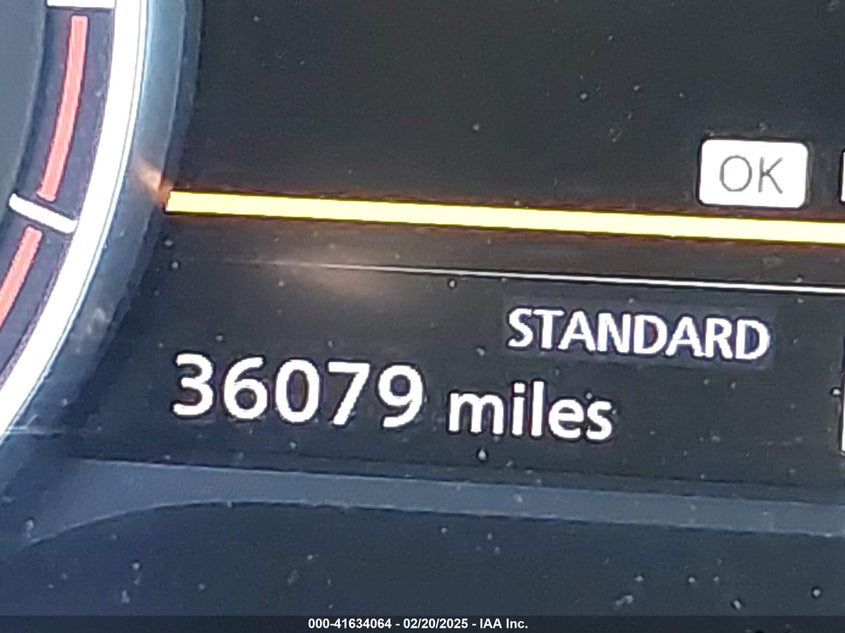 OK
STANDARD
36079 miles
000-41634064 - 02/20/2025 - IAA Inc.